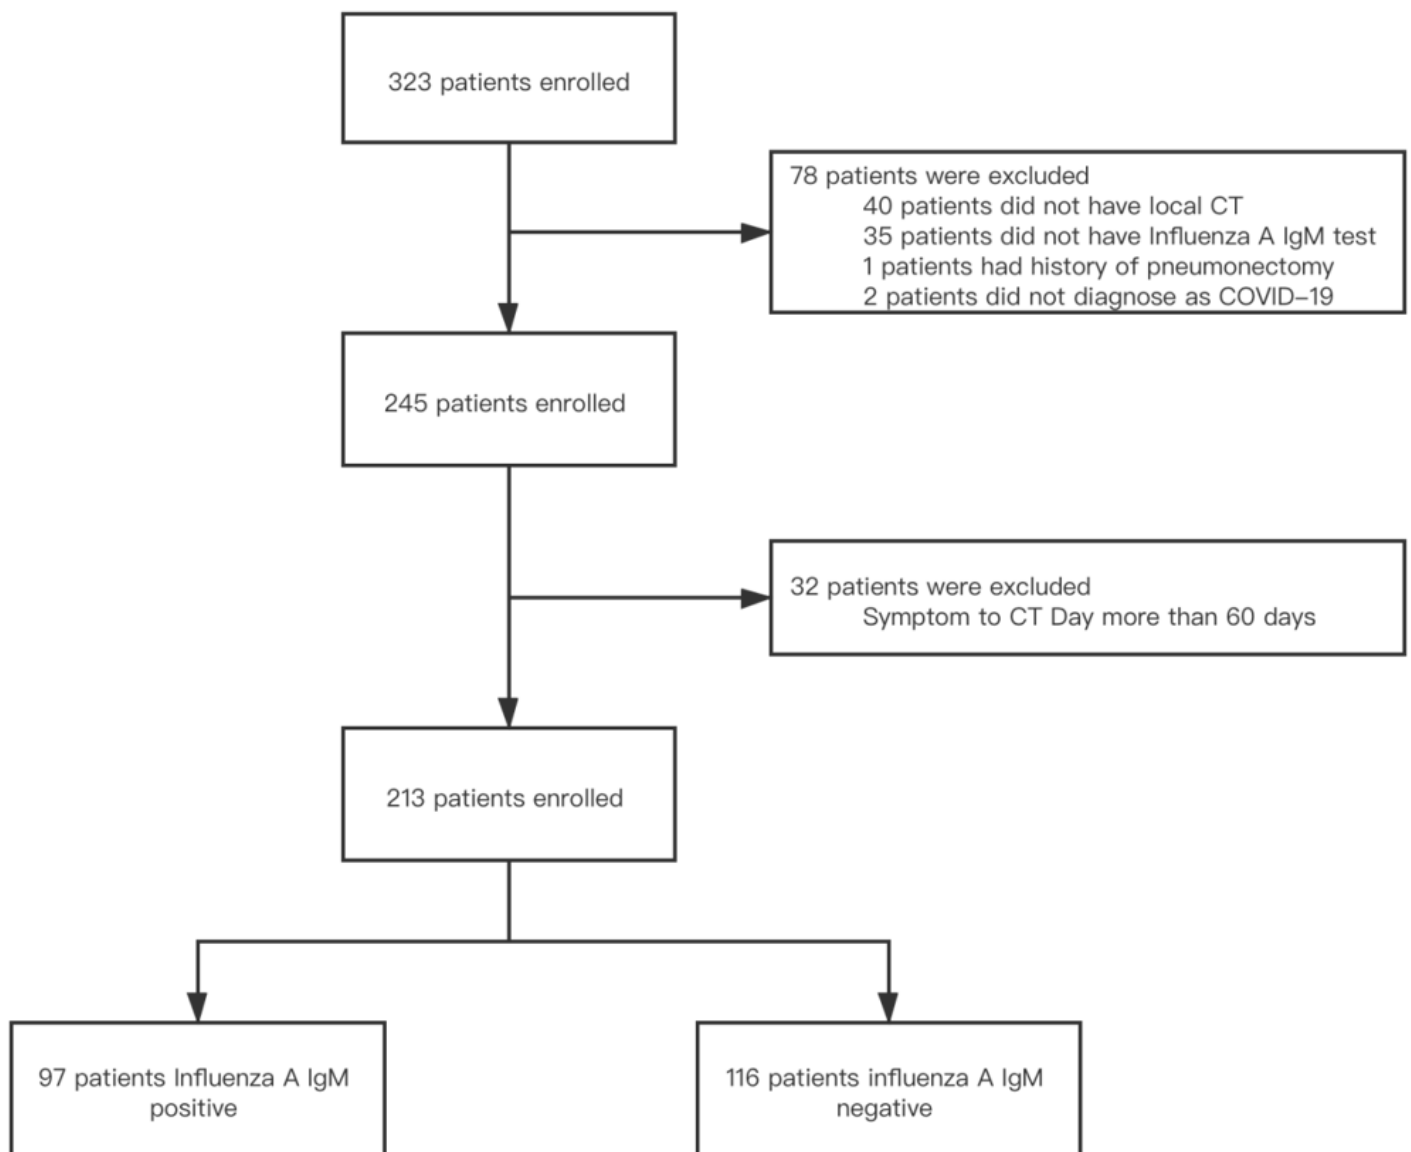 323 patients enrolled
78 patients were excluded
40 patients did not have local CT
35 patients did not have Influenza A IgM test
1 patients had history of pneumonectomy
2 patients did not diagnose as COVID–19
245 patients enrolled
32 patients were excluded
Symptom to CT Day more than 60 days
213 patients enrolled
97 patients Influenza A IgM
positive
116 patients influenza A IgM
negative